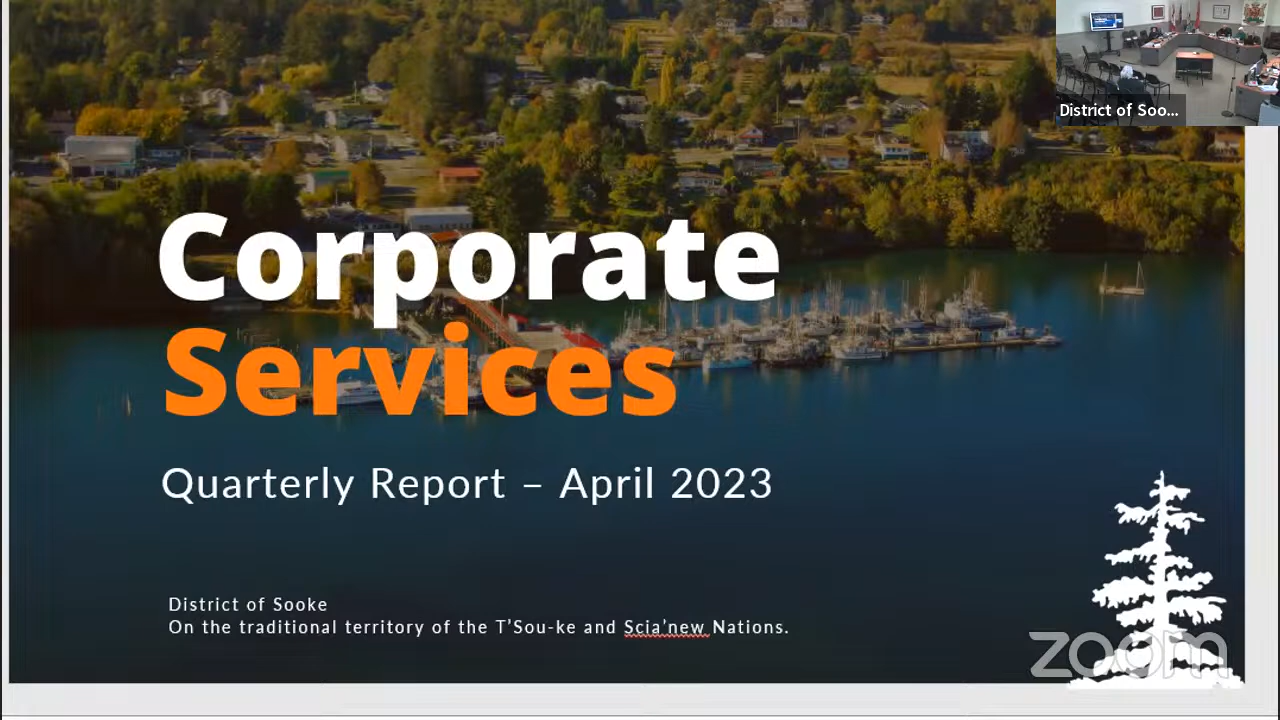 District of Soo...
Corporate
Services
Quarterly Report – April 2023
District of Sooke
On the traditional territory of the T’Sou-ke and Scia’new Nations.
zoom